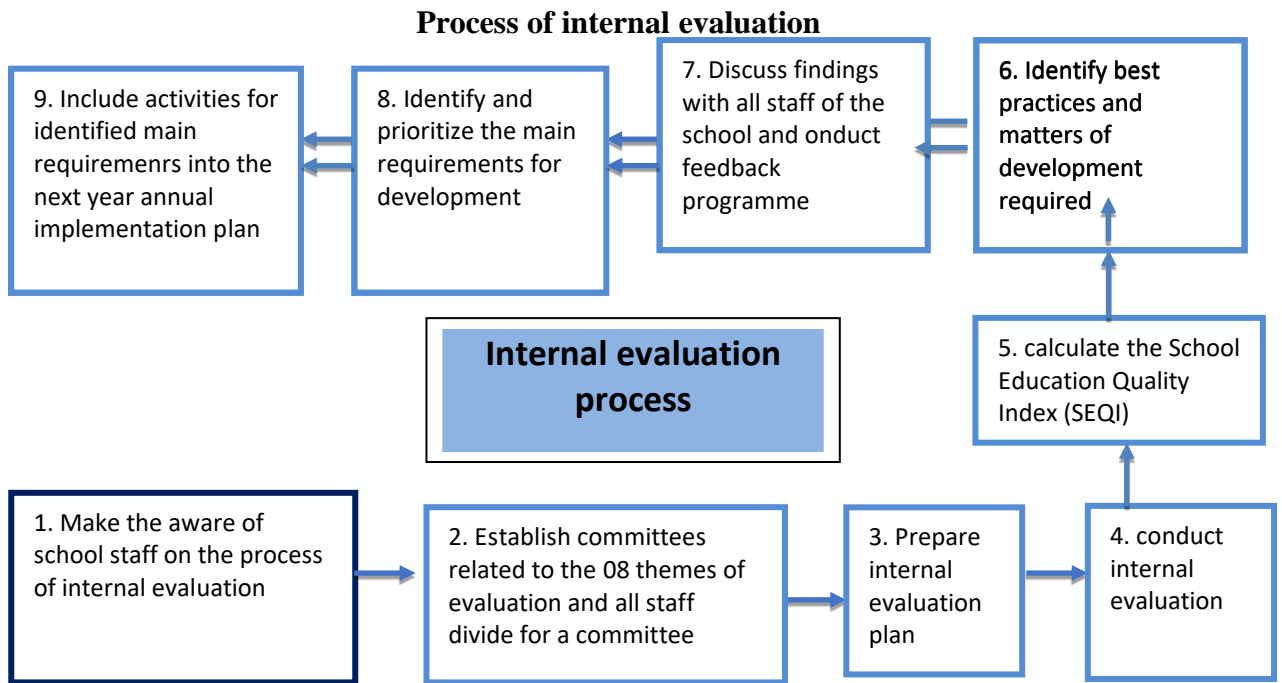 Process of internal evaluation
9. Include activities for
identified main
requiremenrs into the
next year annual
implementation plan
8. Identify and
prioritize the main
requirements for
development
7. Discuss findings
with all staff of the
school and onduct
feedback
programme
6. Identify best
practices and
matters of
development
required
Internal evaluation
process
5. calculate the School
Education Quality
Index (SEQI)
1. Make the aware of
school staff on the process
of internal evaluation
2. Establish committees
related to the 08 themes of
evaluation and all staff
divide for a committee
3. Prepare
internal
evaluation
plan
4. conduct
internal
evaluation